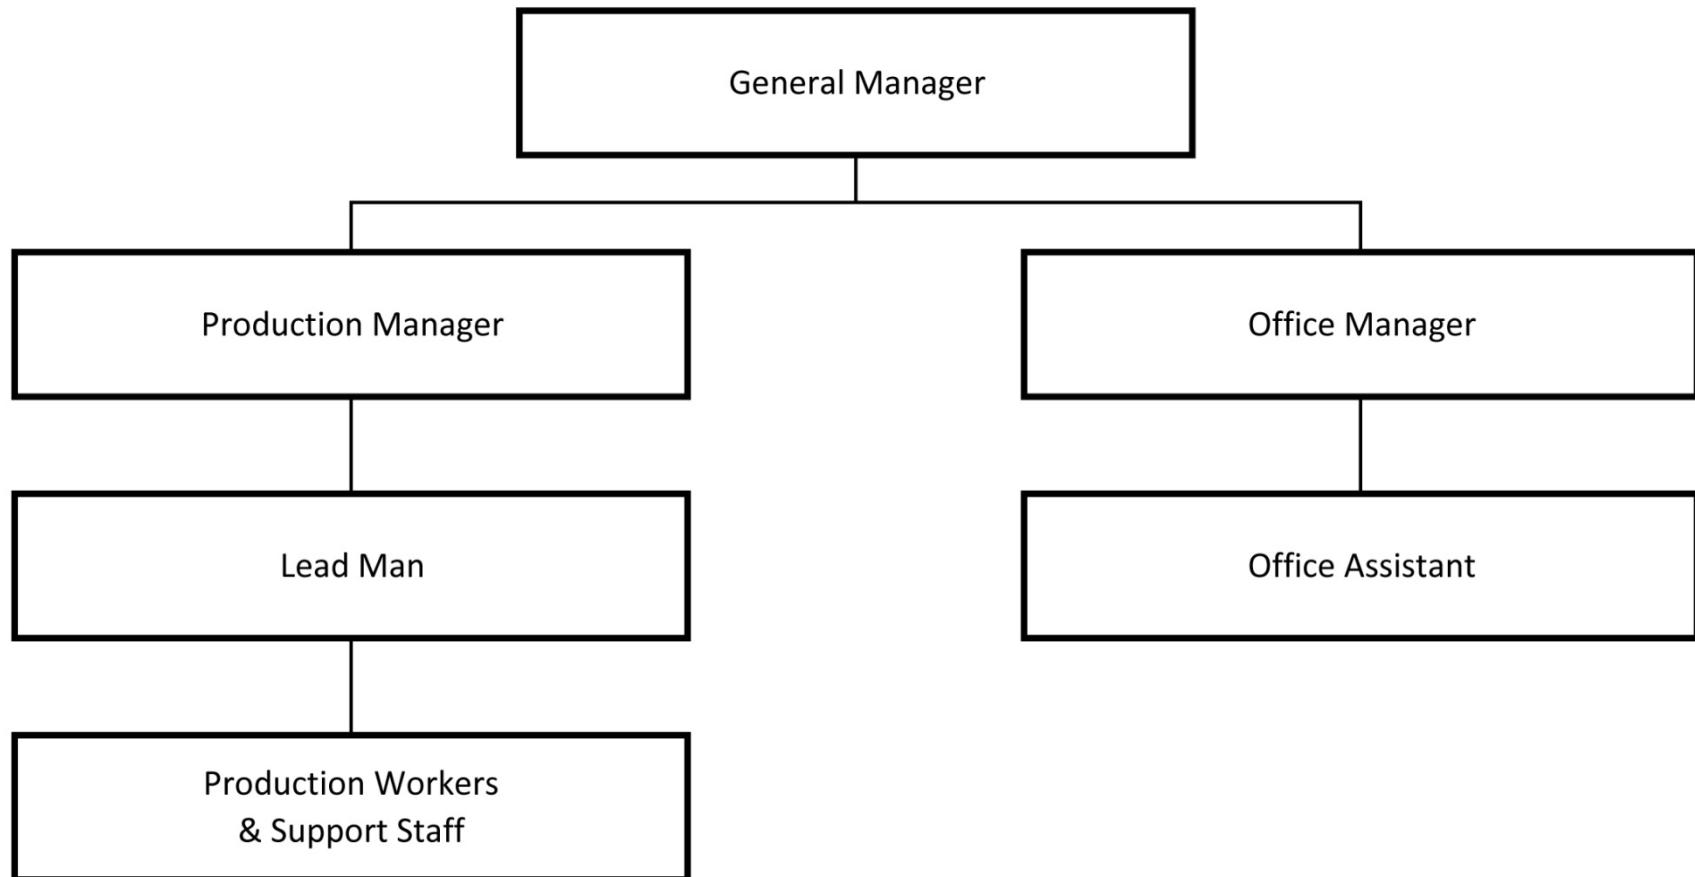 General Manager
Production Manager
Office Manager
Lead Man
Office Assistant
Production Workers
& Support Staff